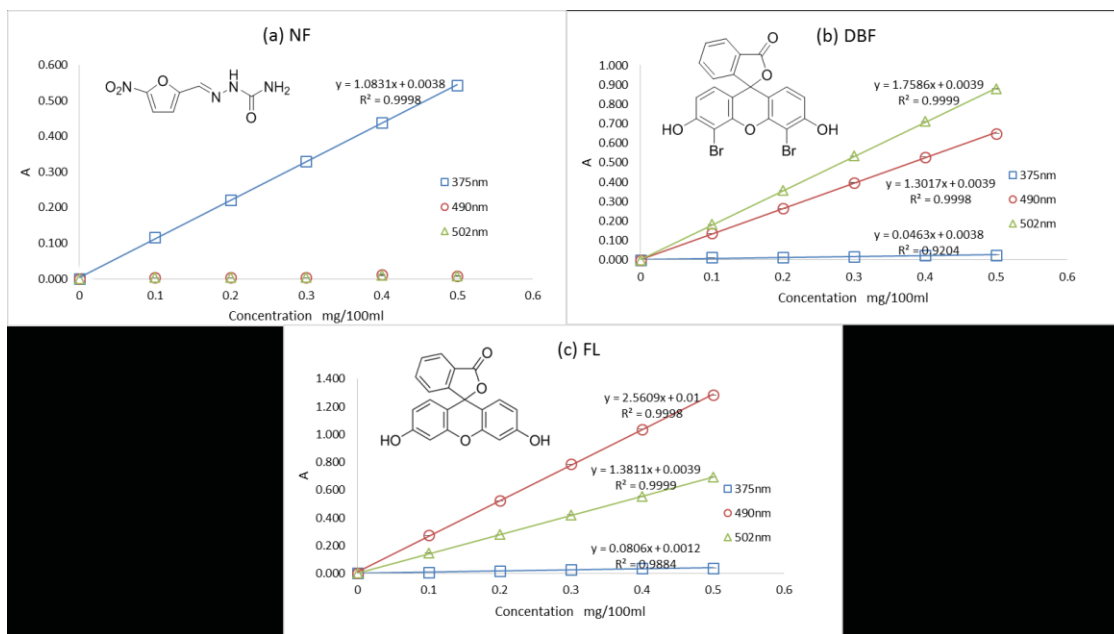 (a) NF
0.600
0.500
0.400
0.300
0.200
0.100
0.000
A
O₂N
O
N
H
N
NH₂
O
y = 1.0831x + 0.0038
R² = 0.9998
375nm
490nm
502nm
0
0.1
0.2
0.3
0.4
0.5
0.6
Concentration mg/100ml
(b) DBF
1.000
0.900
0.800
0.700
0.600
0.500
0.400
0.300
0.200
0.100
0.000
A
O
O
HO
O
OH
Br
Br
y = 1.7586x + 0.0039
R² = 0.9999
y = 1.3017x + 0.0039
R² = 0.9998
y = 0.0463x + 0.0038
R² = 0.9204
375nm
490nm
502nm
0
0.1
0.2
0.3
0.4
0.5
0.6
Concentation mg/100ml
(c) FL
1.400
1.200
1.000
0.800
0.600
0.400
0.200
0.000
A
O
O
HO
O
OH
y = 2.5609x + 0.01
R² = 0.9998
y = 1.3811x + 0.0039
R² = 0.9999
y = 0.0806x + 0.0012
R² = 0.9884
375nm
490nm
502nm
0
0.1
0.2
0.3
0.4
0.5
0.6
Concentation mg/100ml